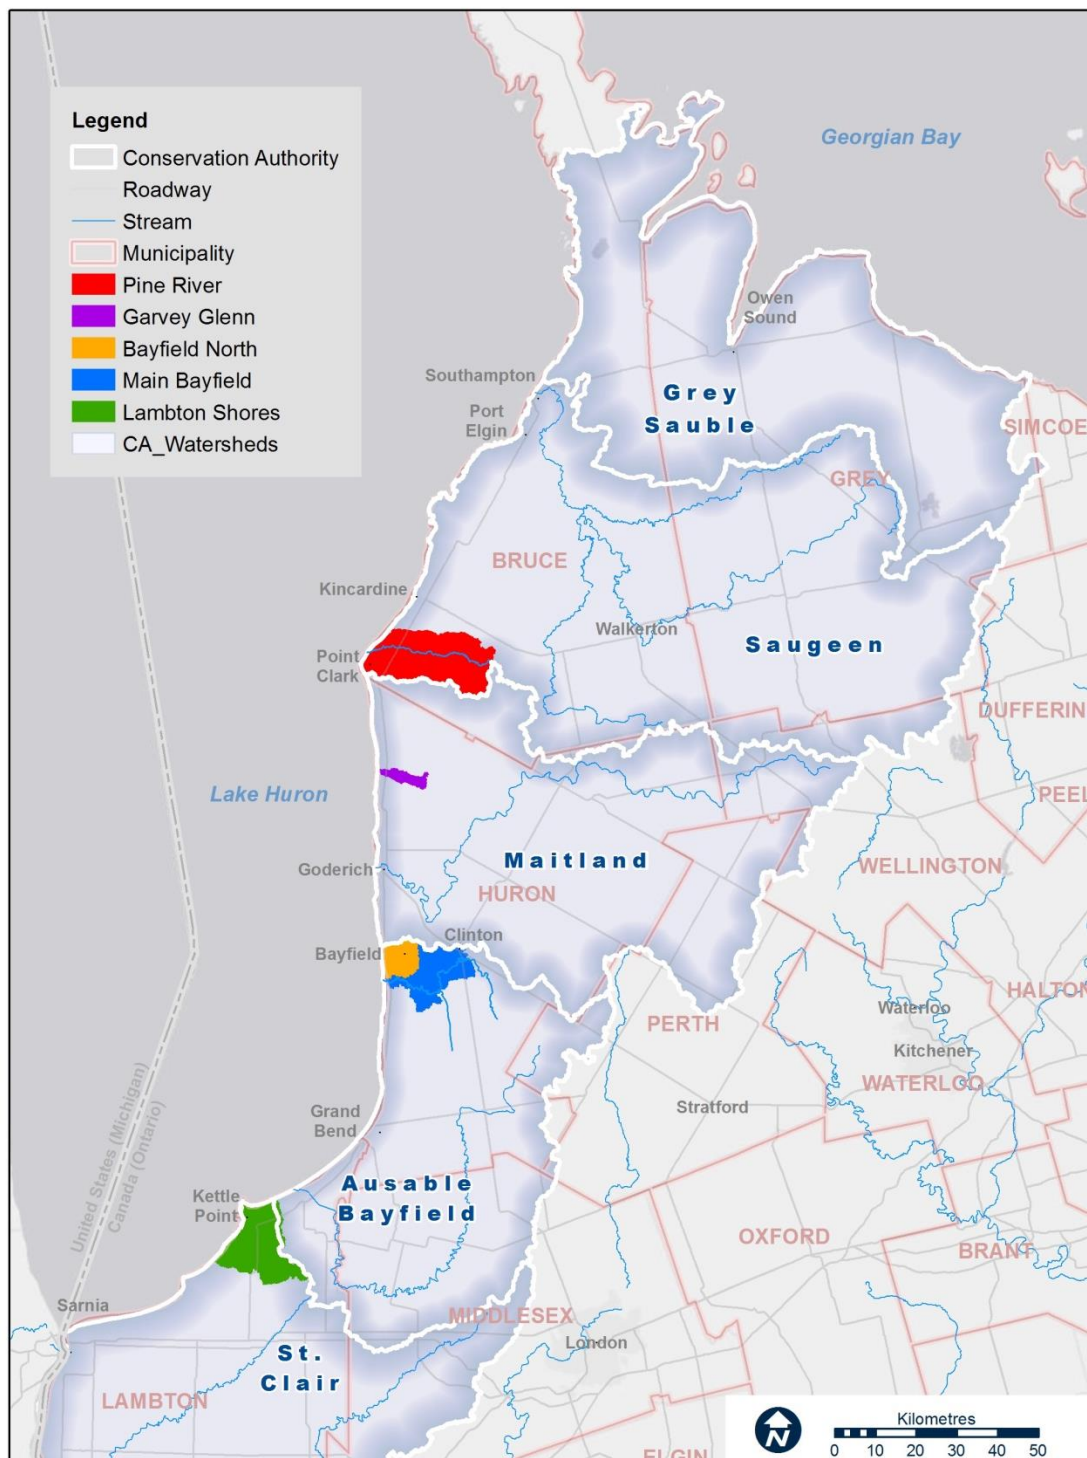 Georgian Bay
Legend
Conservation Authority
Roadway
Stream
Municipality
Pine River
Garvey Glenn
Bayfield North
Main Bayfield
Lambton Shores
CA_Watersheds
Owen
Sound
Southampton
Port
Elgin
Grey
Sauble
SIMCOE
GREY
BRUCE
Kincardine
Walkerton
Saugeen
Point
Clark
DUFFERIN
Lake Huron
PEEL
Maitland
WELLINGTON
Goderich
HURON
Clinton
Bayfield
HALTON
Waterloo
PERTH
Kitchener
WATERLOO
Stratford
United States (Michigan)
Canada (Ontario)
Grand
Bend
Kettle
Point
Ausable
Bayfield
OXFORD
BRANT
Sarnia
MIDDLESEX
London
St.
Clair
LAMBTON
ELGIN
N
Kilometres
0 10 20 30 40 50